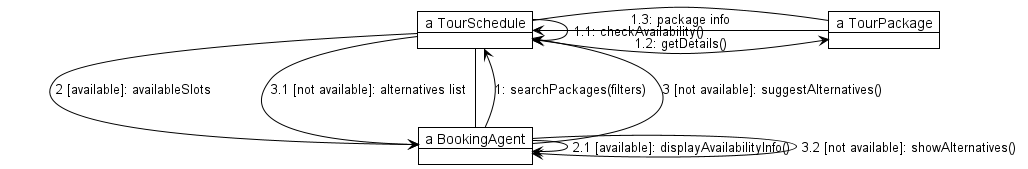 a TourSchedule
1.3: package info
a TourPackage
1.1: checkAvailability()
1.2: getDetails()
2 [available]: availableSlots
3.1 [not available]: alternatives list
1: searchPackages(filters)
3 [not available]: suggestAlternatives()
a BookingAgent
2.1 [available]: displayAvailabilityInfo()
3.2 [not available]: showAlternatives()